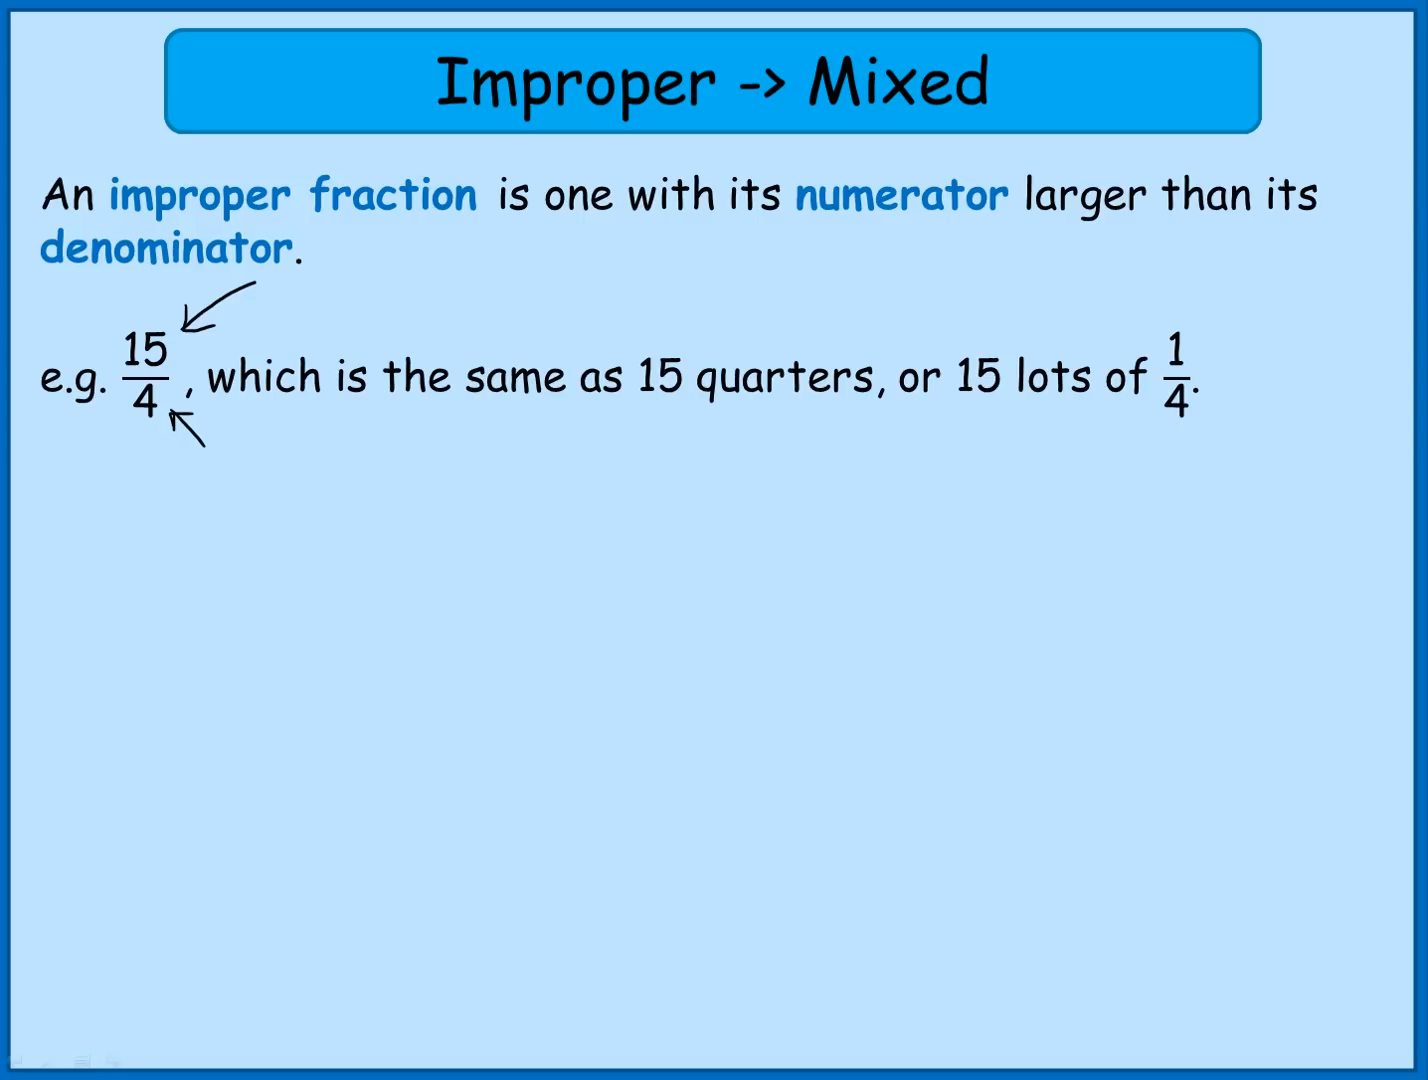 Improper -> Mixed
An improper fraction is one with its numerator larger than its
denominator.
e.g. 15/4 , which is the same as 15 quarters, or 15 lots of 1/4.